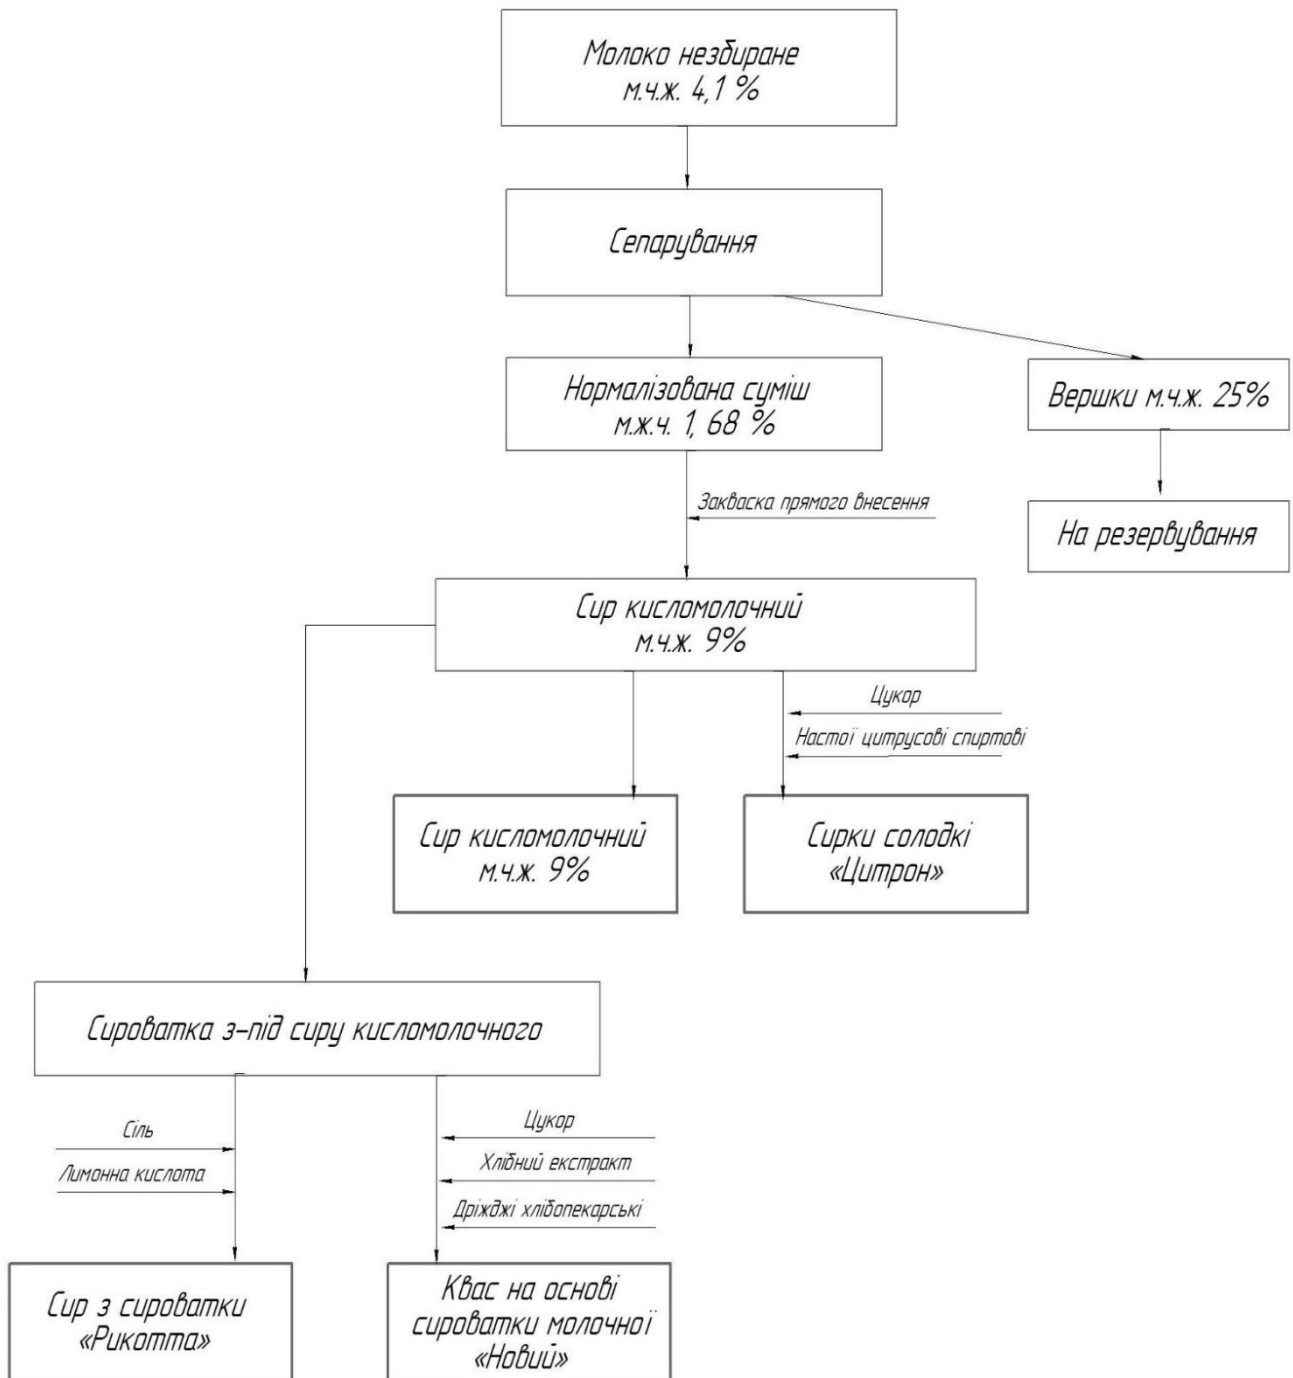 Молоко незбиране
м.ч.ж. 4,1 %
Сепарування
Нормалізована суміш
м.ж.ч. 1, 68 %
Вершки м.ч.ж. 25%
Закваска прямого внесення
На резервування
Сир кисломолочний
м.ч.ж. 9%
Цукор
Настої цитрусові спиртові
Сир кисломолочний
м.ч.ж. 9%
Сирки солодкі
«Цитрон»
Сироватка з-під сиру кисломолочного
Сіль
Лимонна кислота
Цукор
Хлібний екстракт
Дріжджі хлібопекарські
Сир з сироватки
«Рикотта»
Квас на основі
сироватки молочної
«Новий»